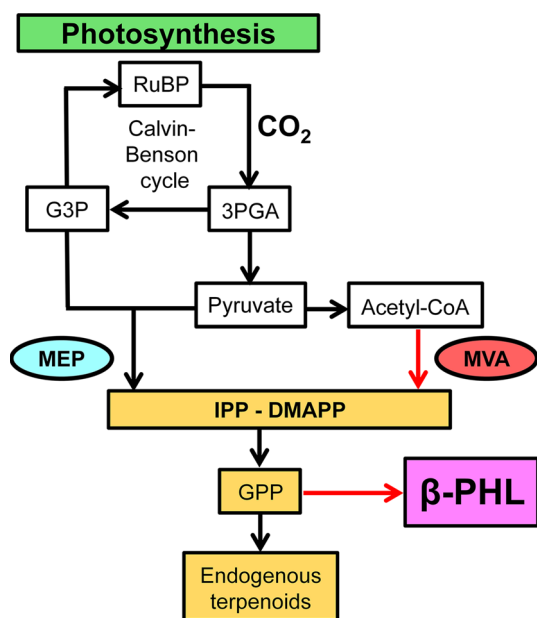 Photosynthesis
RuBP
CO₂
Calvin-
Benson
cycle
G3P
3PGA
Pyruvate
Acetyl-CoA
MEP
MVA
IPP - DMAPP
GPP
β-PHL
Endogenous
terpenoids